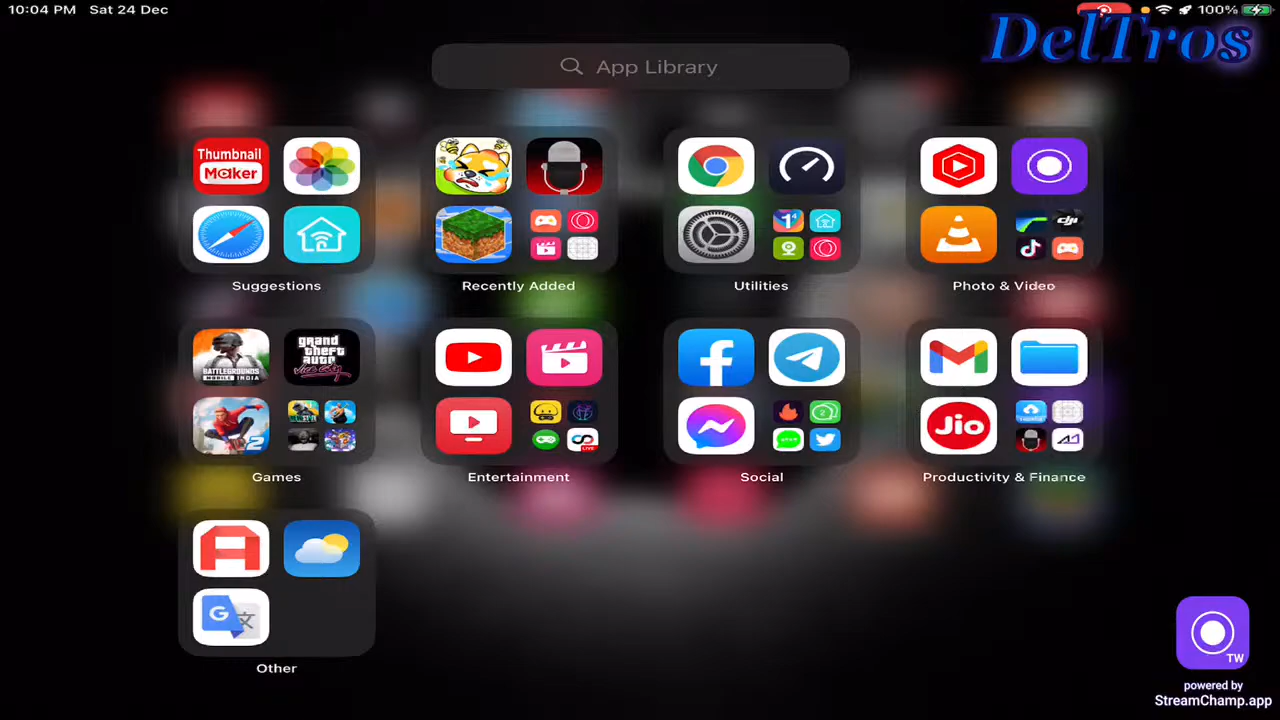 10:04 PM Sat 24 Dec
100%
DelTros
App Library
Thumbnail
Maker
Suggestions
Recently Added
Utilities
Photo & Video
BATTLEGROUNDS
MOBILE INDIA
grand
theft
auto
Vice City
2
Games
LIVE
Entertainment
Social
Jio
Productivity & Finance
G
Other
TW
powered by
StreamChamp.app